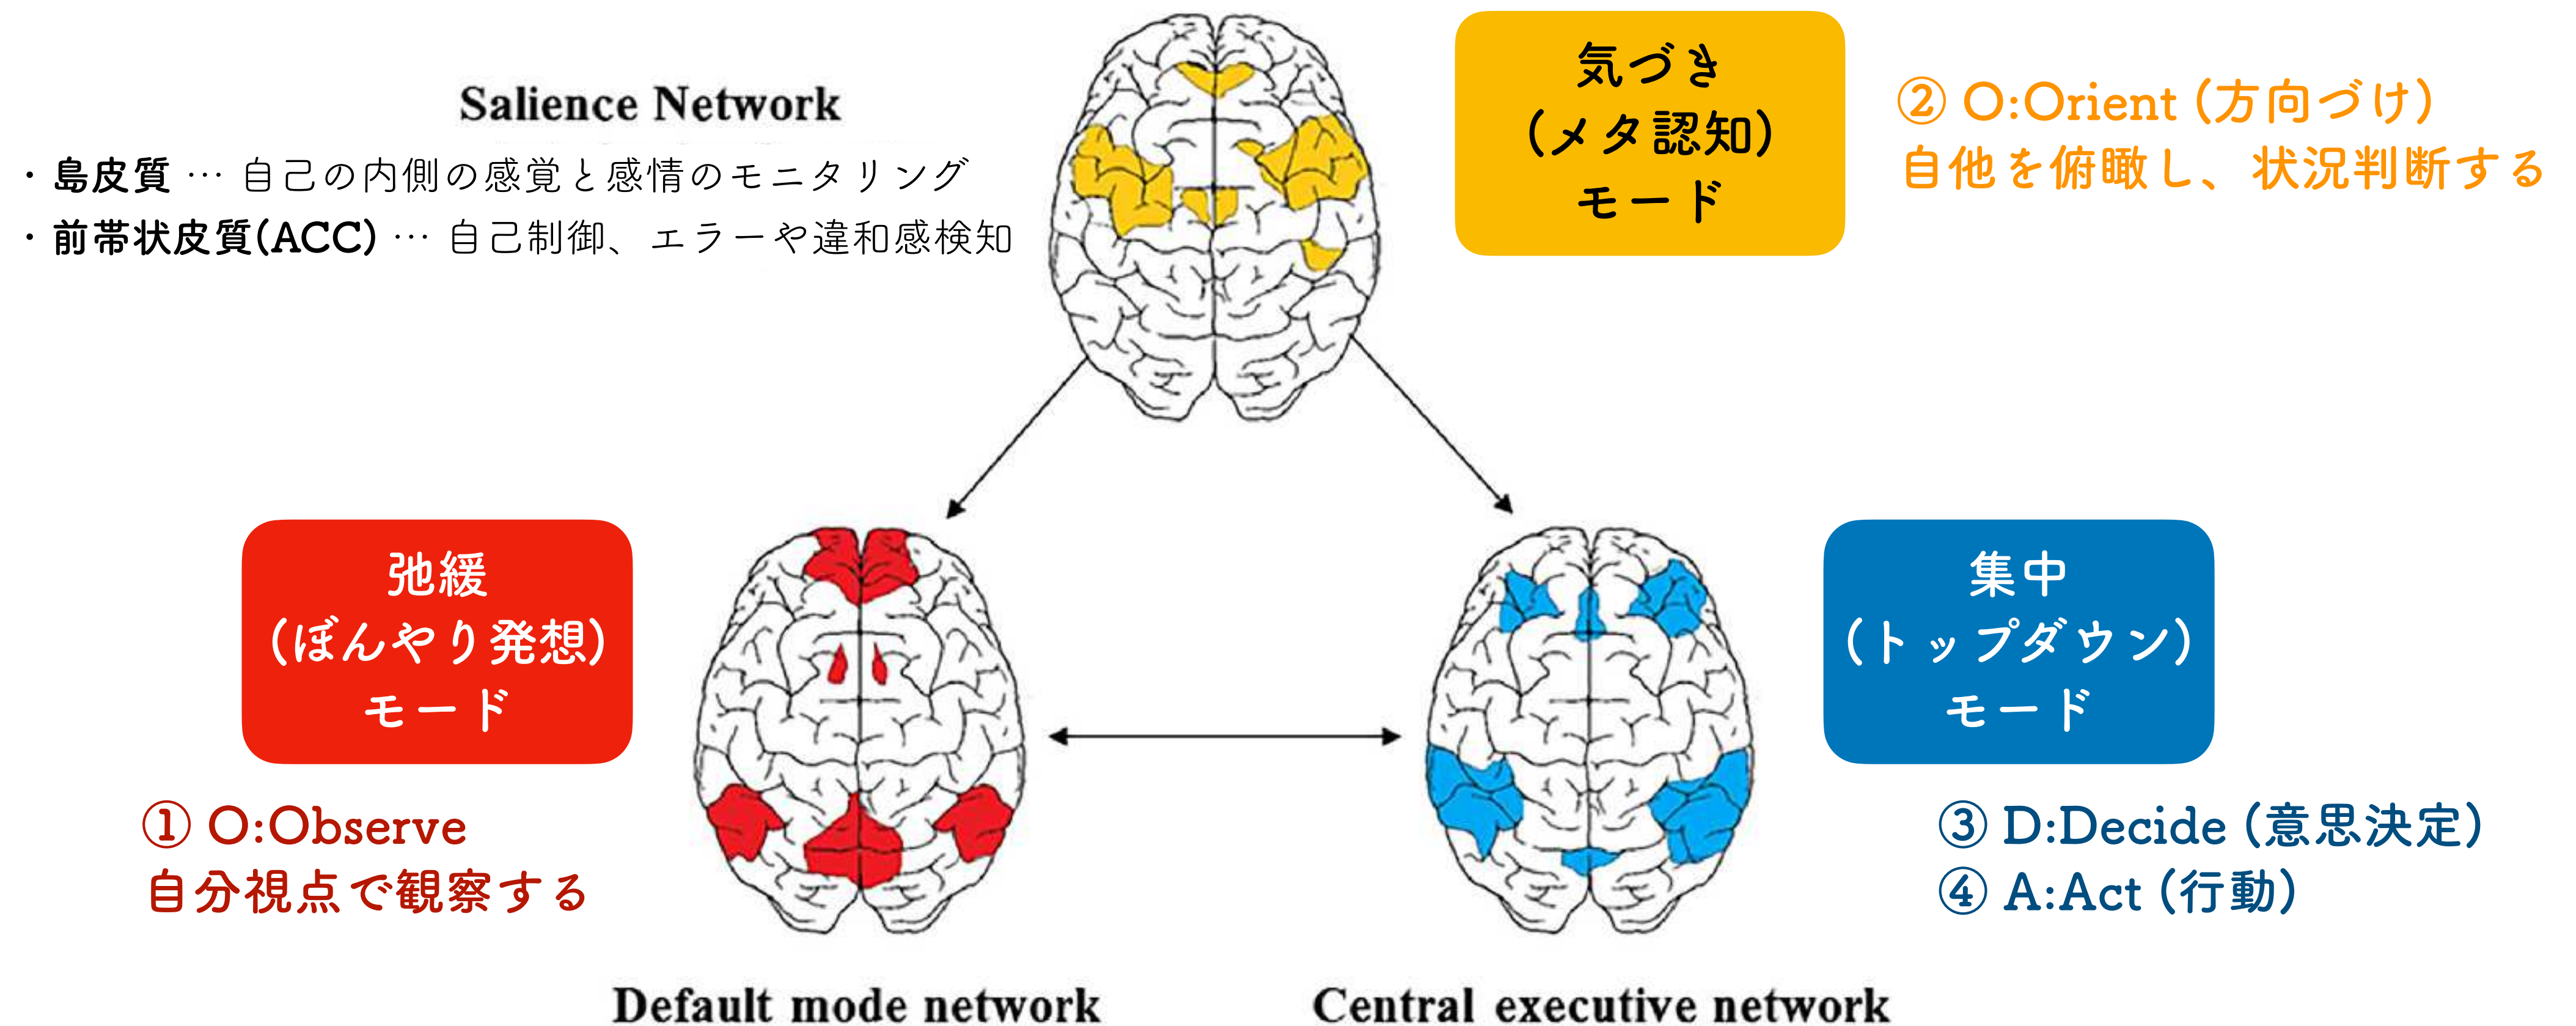 Salience Network
・島皮質 … 自己の内側の感覚と感情のモニタリング
・前帯状皮質(ACC) … 自己制御、エラーや違和感検知
気づき
(メタ認知)
モード
② O:Orient (方向づけ)
自他を俯瞰し、状況判断する
弛緩
(ぼんやり発想)
モード
① O:Observe
自分視点で観察する
集中
(トップダウン)
モード
③ D:Decide (意思決定)
④ A:Act (行動)
Default mode network
Central executive network